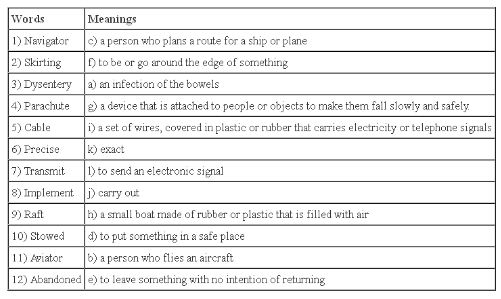 Words Meanings
1) Navigator c) a person who plans a route for a ship or plane
2) Skirting f) to be or go around the edge of something
3) Dysentery a) an infection of the bowels
4) Parachute g) a device that is attached to people or objects to make them fall slowly and safely.
5) Cable i) a set of wires, covered in plastic or rubber that carries electricity or telephone signals
6) Precise k) exact
7) Transmit l) to send an electronic signal
8) Implement j) carry out
9) Raft h) a small boat made of rubber or plastic that is filled with air
10) Stowed d) to put something in a safe place
11) Aviator b) a person who flies an aircraft
12) Abandoned e) to leave something with no intention of returning